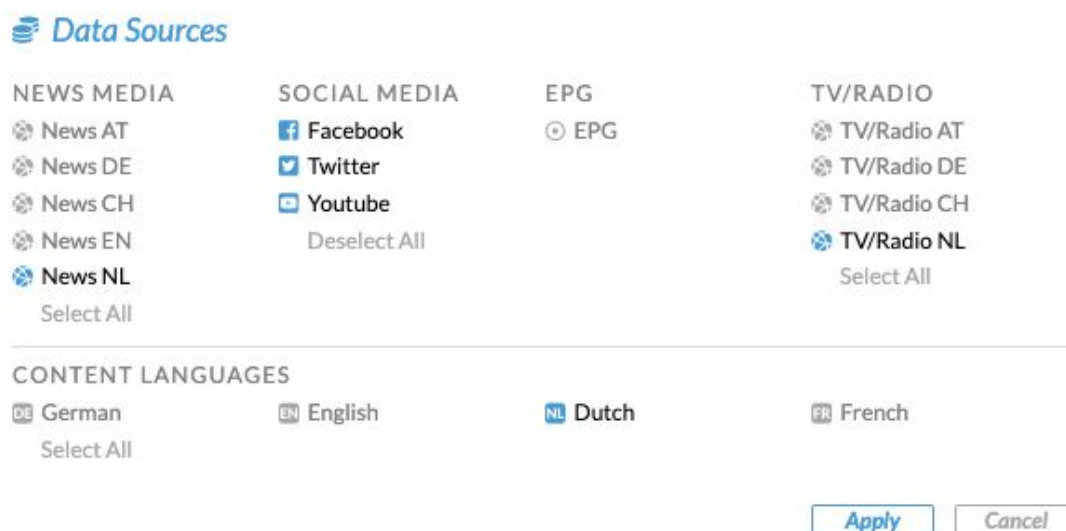 Data Sources
NEWS MEDIA
News AT
News DE
News CH
News EN
News NL
Select All
SOCIAL MEDIA
Facebook
Twitter
Youtube
Deselect All
EPG
EPG
TV/RADIO
TV/Radio AT
TV/Radio DE
TV/Radio CH
TV/Radio NL
Select All
CONTENT LANGUAGES
DE German
EN English
NL Dutch
FR French
Select All
Apply
Cancel